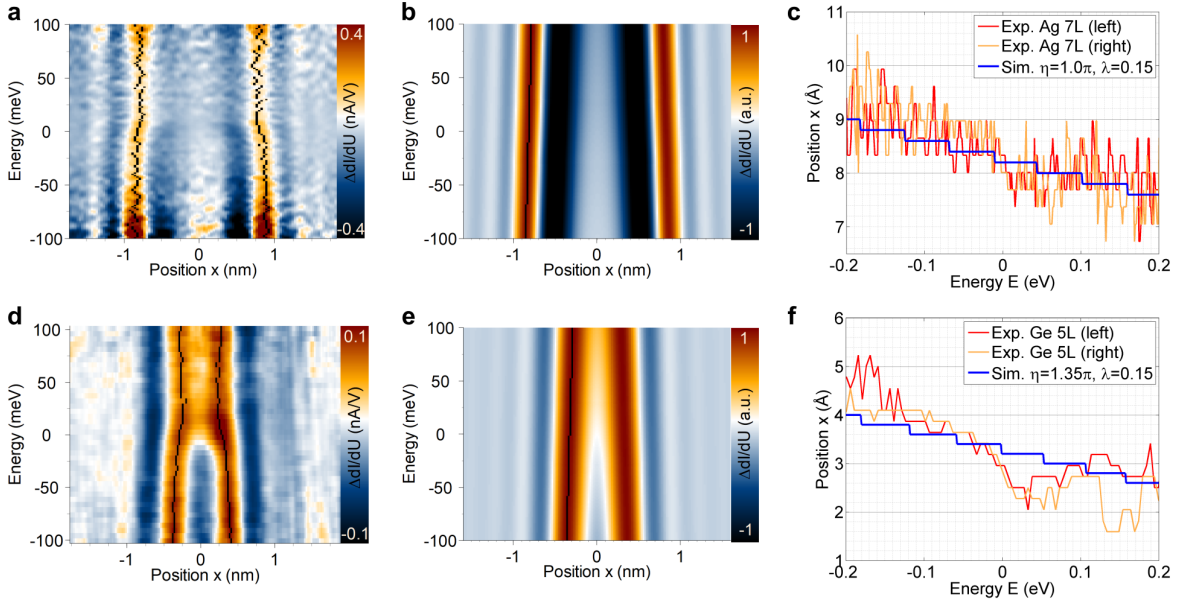 a
100
50
0
-50
-100
Energy (meV)
-1
0
1
Position x (nm)
0.4
-0.4
ΔdI/dU (nA/V)
b
100
50
0
-50
-100
Energy (meV)
-1
0
1
Position x (nm)
1
-1
ΔdI/dU (a.u.)
c
Exp. Ag 7L (left)
Exp. Ag 7L (right)
Sim. η=1.0π, λ=0.15
11
10
9
8
7
Position x (Å)
-0.2
-0.1
0
0.1
0.2
Energy E (eV)
d
100
50
0
-50
-100
Energy (meV)
-1
0
1
Position x (nm)
0.1
-0.1
ΔdI/dU (nA/V)
e
100
50
0
-50
-100
Energy (meV)
-1
0
1
Position x (nm)
1
-1
ΔdI/dU (a.u.)
f
Exp. Ge 5L (left)
Exp. Ge 5L (right)
Sim. η=1.35π, λ=0.15
6
5
4
3
2
1
Position x (Å)
-0.2
-0.1
0
0.1
0.2
Energy E (eV)